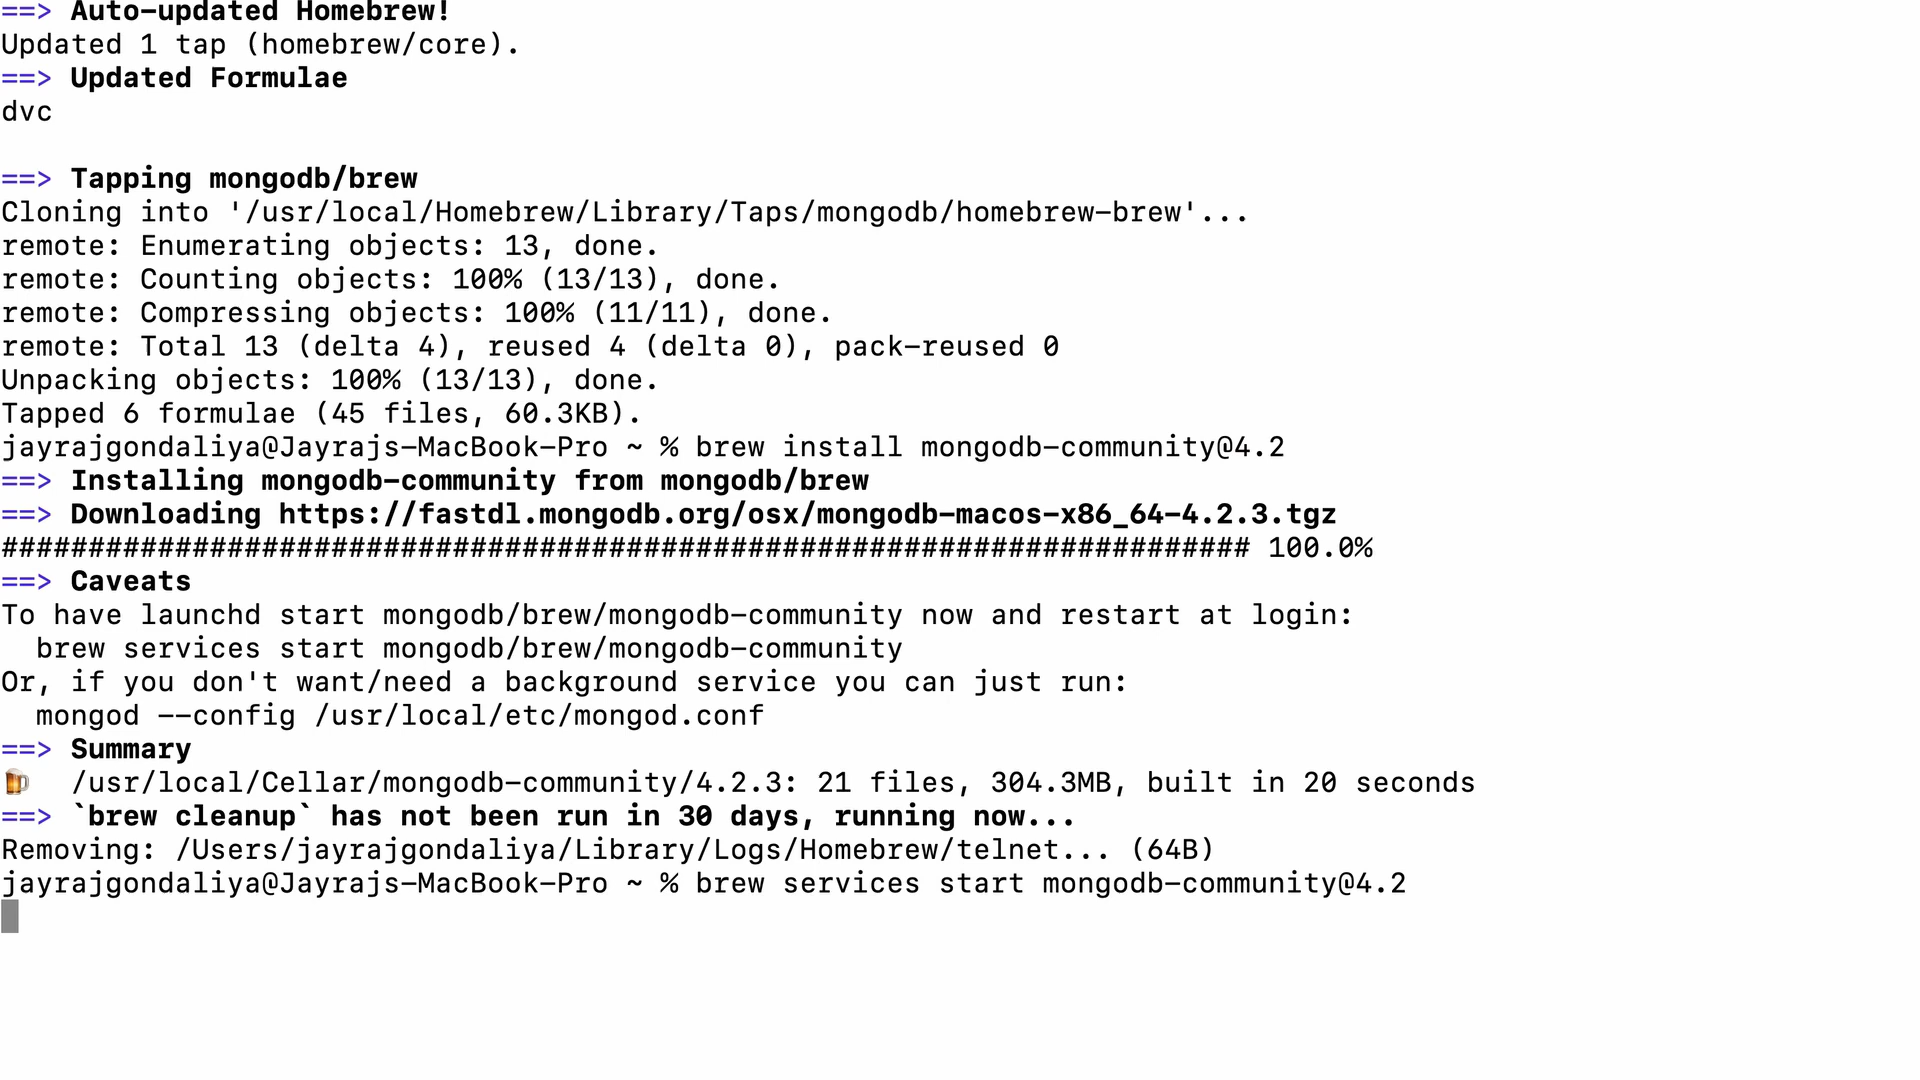 ==> Auto-updated Homebrew!
Updated 1 tap (homebrew/core).
==> Updated Formulae
dvc
==> Tapping mongodb/brew
Cloning into '/usr/local/Homebrew/Library/Taps/mongodb/homebrew-brew'...
remote: Enumerating objects: 13, done.
remote: Counting objects: 100% (13/13), done.
remote: Compressing objects: 100% (11/11), done.
remote: Total 13 (delta 4), reused 4 (delta 0), pack-reused 0
Unpacking objects: 100% (13/13), done.
Tapped 6 formulae (45 files, 60.3KB).
jayrajgondaliya@Jayrajs-MacBook-Pro ~ % brew install mongodb-community@4.2
==> Installing mongodb-community from mongodb/brew
==> Downloading https://fastdl.mongodb.org/osx/mongodb-macos-x86_64-4.2.3.tgz
######################################################################## 100.0%
==> Caveats
To have launchd start mongodb/brew/mongodb-community now and restart at login:
  brew services start mongodb/brew/mongodb-community
Or, if you don't want/need a background service you can just run:
  mongod --config /usr/local/etc/mongod.conf
==> Summary
🍺  /usr/local/Cellar/mongodb-community/4.2.3: 21 files, 304.3MB, built in 20 seconds
==> `brew cleanup` has not been run in 30 days, running now...
Removing: /Users/jayrajgondaliya/Library/Logs/Homebrew/telnet... (64B)
jayrajgondaliya@Jayrajs-MacBook-Pro ~ % brew services start mongodb-community@4.2